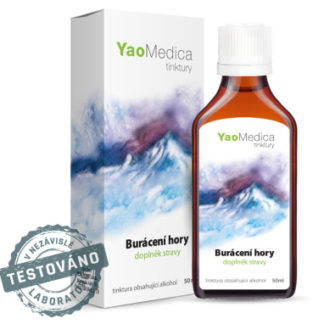 YaoMedica
tinktury
Burácení hory
doplněk stravy
tinktura obsahující alkohol 50ml
YaoMedica
tinktury
Burácení hory
doplněk stravy
tinktura obsahující alkohol 50ml
V NEZÁVISLÉ
TESTOVÁNO
LABORATOŘI